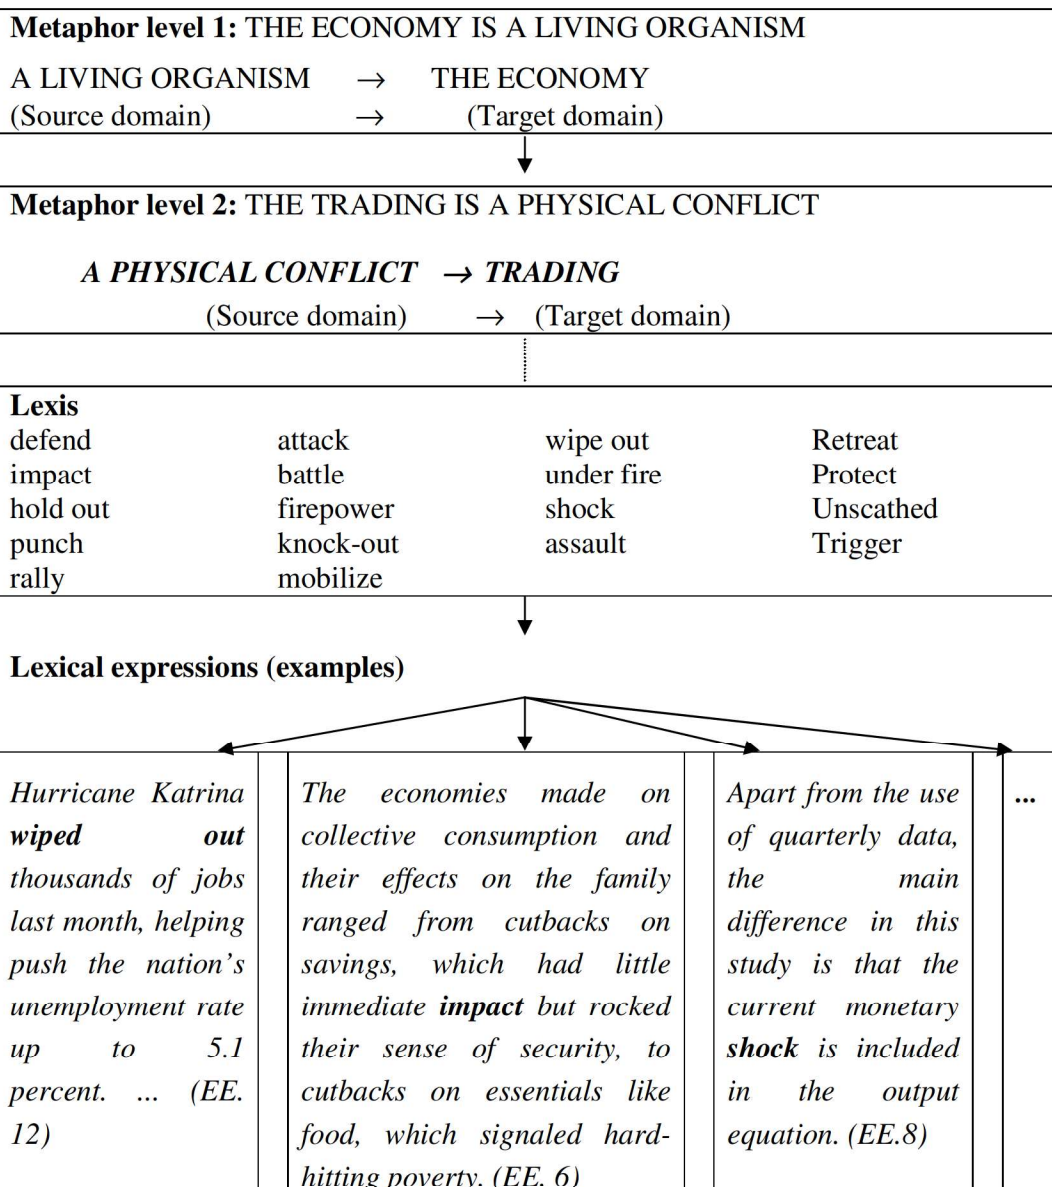 Metaphor level 1: THE ECONOMY IS A LIVING ORGANISM
A LIVING ORGANISM → THE ECONOMY
(Source domain) → (Target domain)
Metaphor level 2: THE TRADING IS A PHYSICAL CONFLICT
A PHYSICAL CONFLICT → TRADING
(Source domain) → (Target domain)
Lexis
defend attack wipe out Retreat
impact battle under fire Protect
hold out firepower shock Unscathed
punch knock-out assault Trigger
rally mobilize
Lexical expressions (examples)
Hurricane Katrina
wiped out
thousands of jobs
last month, helping
push the nation's
unemployment rate
up to 5.1
percent. ... (EE.
12)
The economies made on
collective consumption and
their effects on the family
ranged from cutbacks on
savings, which had little
immediate impact but rocked
their sense of security, to
cutbacks on essentials like
food, which signaled hard-
hitting poverty. (EE. 6)
Apart from the use
of quarterly data,
the main
difference in this
study is that the
current monetary
shock is included
in the output
equation. (EE.8)
...